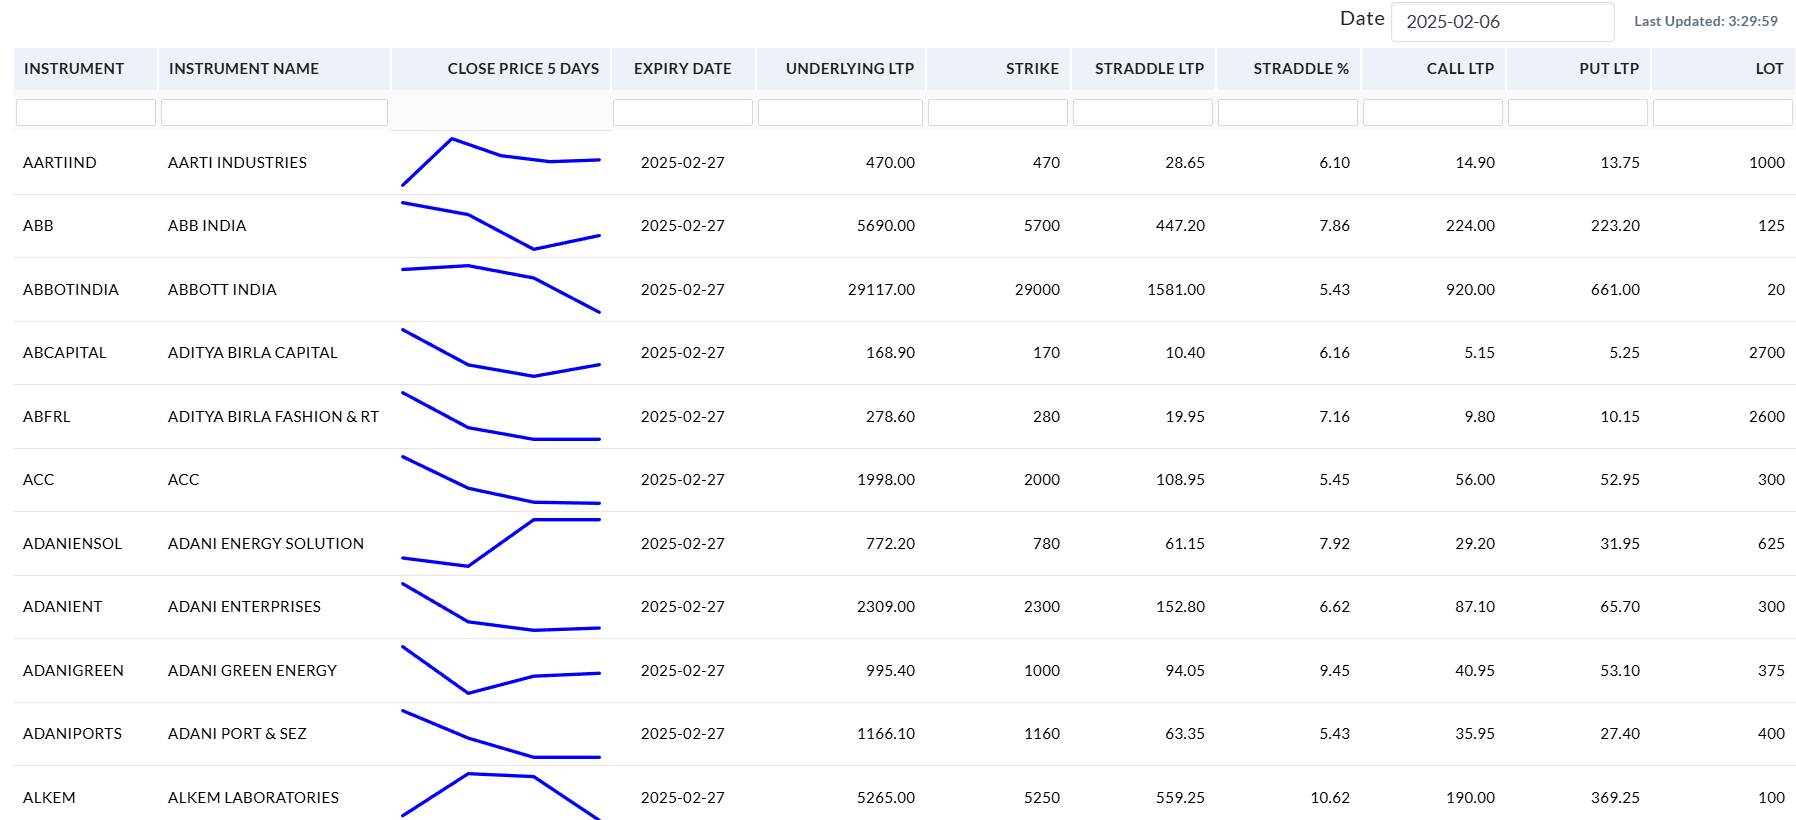 Date 2025-02-06 Last Updated: 3:29:59
INSTRUMENT INSTRUMENT NAME CLOSE PRICE 5 DAYS EXPIRY DATE UNDERLYING LTP STRIKE STRADDLE LTP STRADDLE % CALL LTP PUT LTP LOT
AARTIIND AARTI INDUSTRIES 2025-02-27 470.00 470 28.65 6.10 14.90 13.75 1000
ABB ABB INDIA 2025-02-27 5690.00 5700 447.20 7.86 224.00 223.20 125
ABBOTINDIA ABBOTT INDIA 2025-02-27 29117.00 29000 1581.00 5.43 920.00 661.00 20
ABCAPITAL ADITYA BIRLA CAPITAL 2025-02-27 168.90 170 10.40 6.16 5.15 5.25 2700
ABFRL ADITYA BIRLA FASHION & RT 2025-02-27 278.60 280 19.95 7.16 9.80 10.15 2600
ACC ACC 2025-02-27 1998.00 2000 108.95 5.45 56.00 52.95 300
ADANIENSOL ADANI ENERGY SOLUTION 2025-02-27 772.20 780 61.15 7.92 29.20 31.95 625
ADANIENT ADANI ENTERPRISES 2025-02-27 2309.00 2300 152.80 6.62 87.10 65.70 300
ADANIGREEN ADANI GREEN ENERGY 2025-02-27 995.40 1000 94.05 9.45 40.95 53.10 375
ADANIPORTS ADANI PORT & SEZ 2025-02-27 1166.10 1160 63.35 5.43 35.95 27.40 400
ALKEM ALKEM LABORATORIES 2025-02-27 5265.00 5250 559.25 10.62 190.00 369.25 100